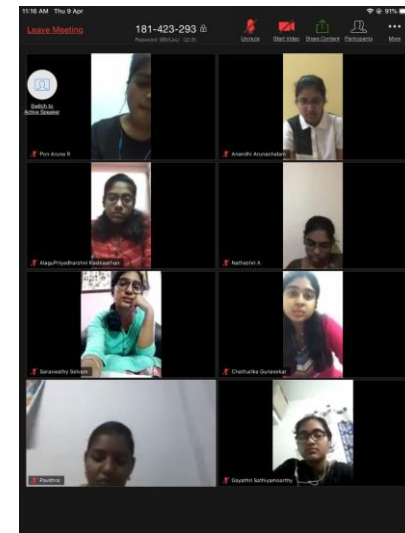 11:16 AM Thu 9 Apr
91%
Leave Meeting
181-423-293
Unmute
Start Video
Share Content
Participants
More
Switch to
Active Speaker
Pon Aruna R
Anandhi Arunachalam
AlaguPriyadharshini Kasinaathan
Natheshri A
Saraswathy Selvam
Chathurika Gunasekar
Pavithra
Gayathri Sathiyamoorthy